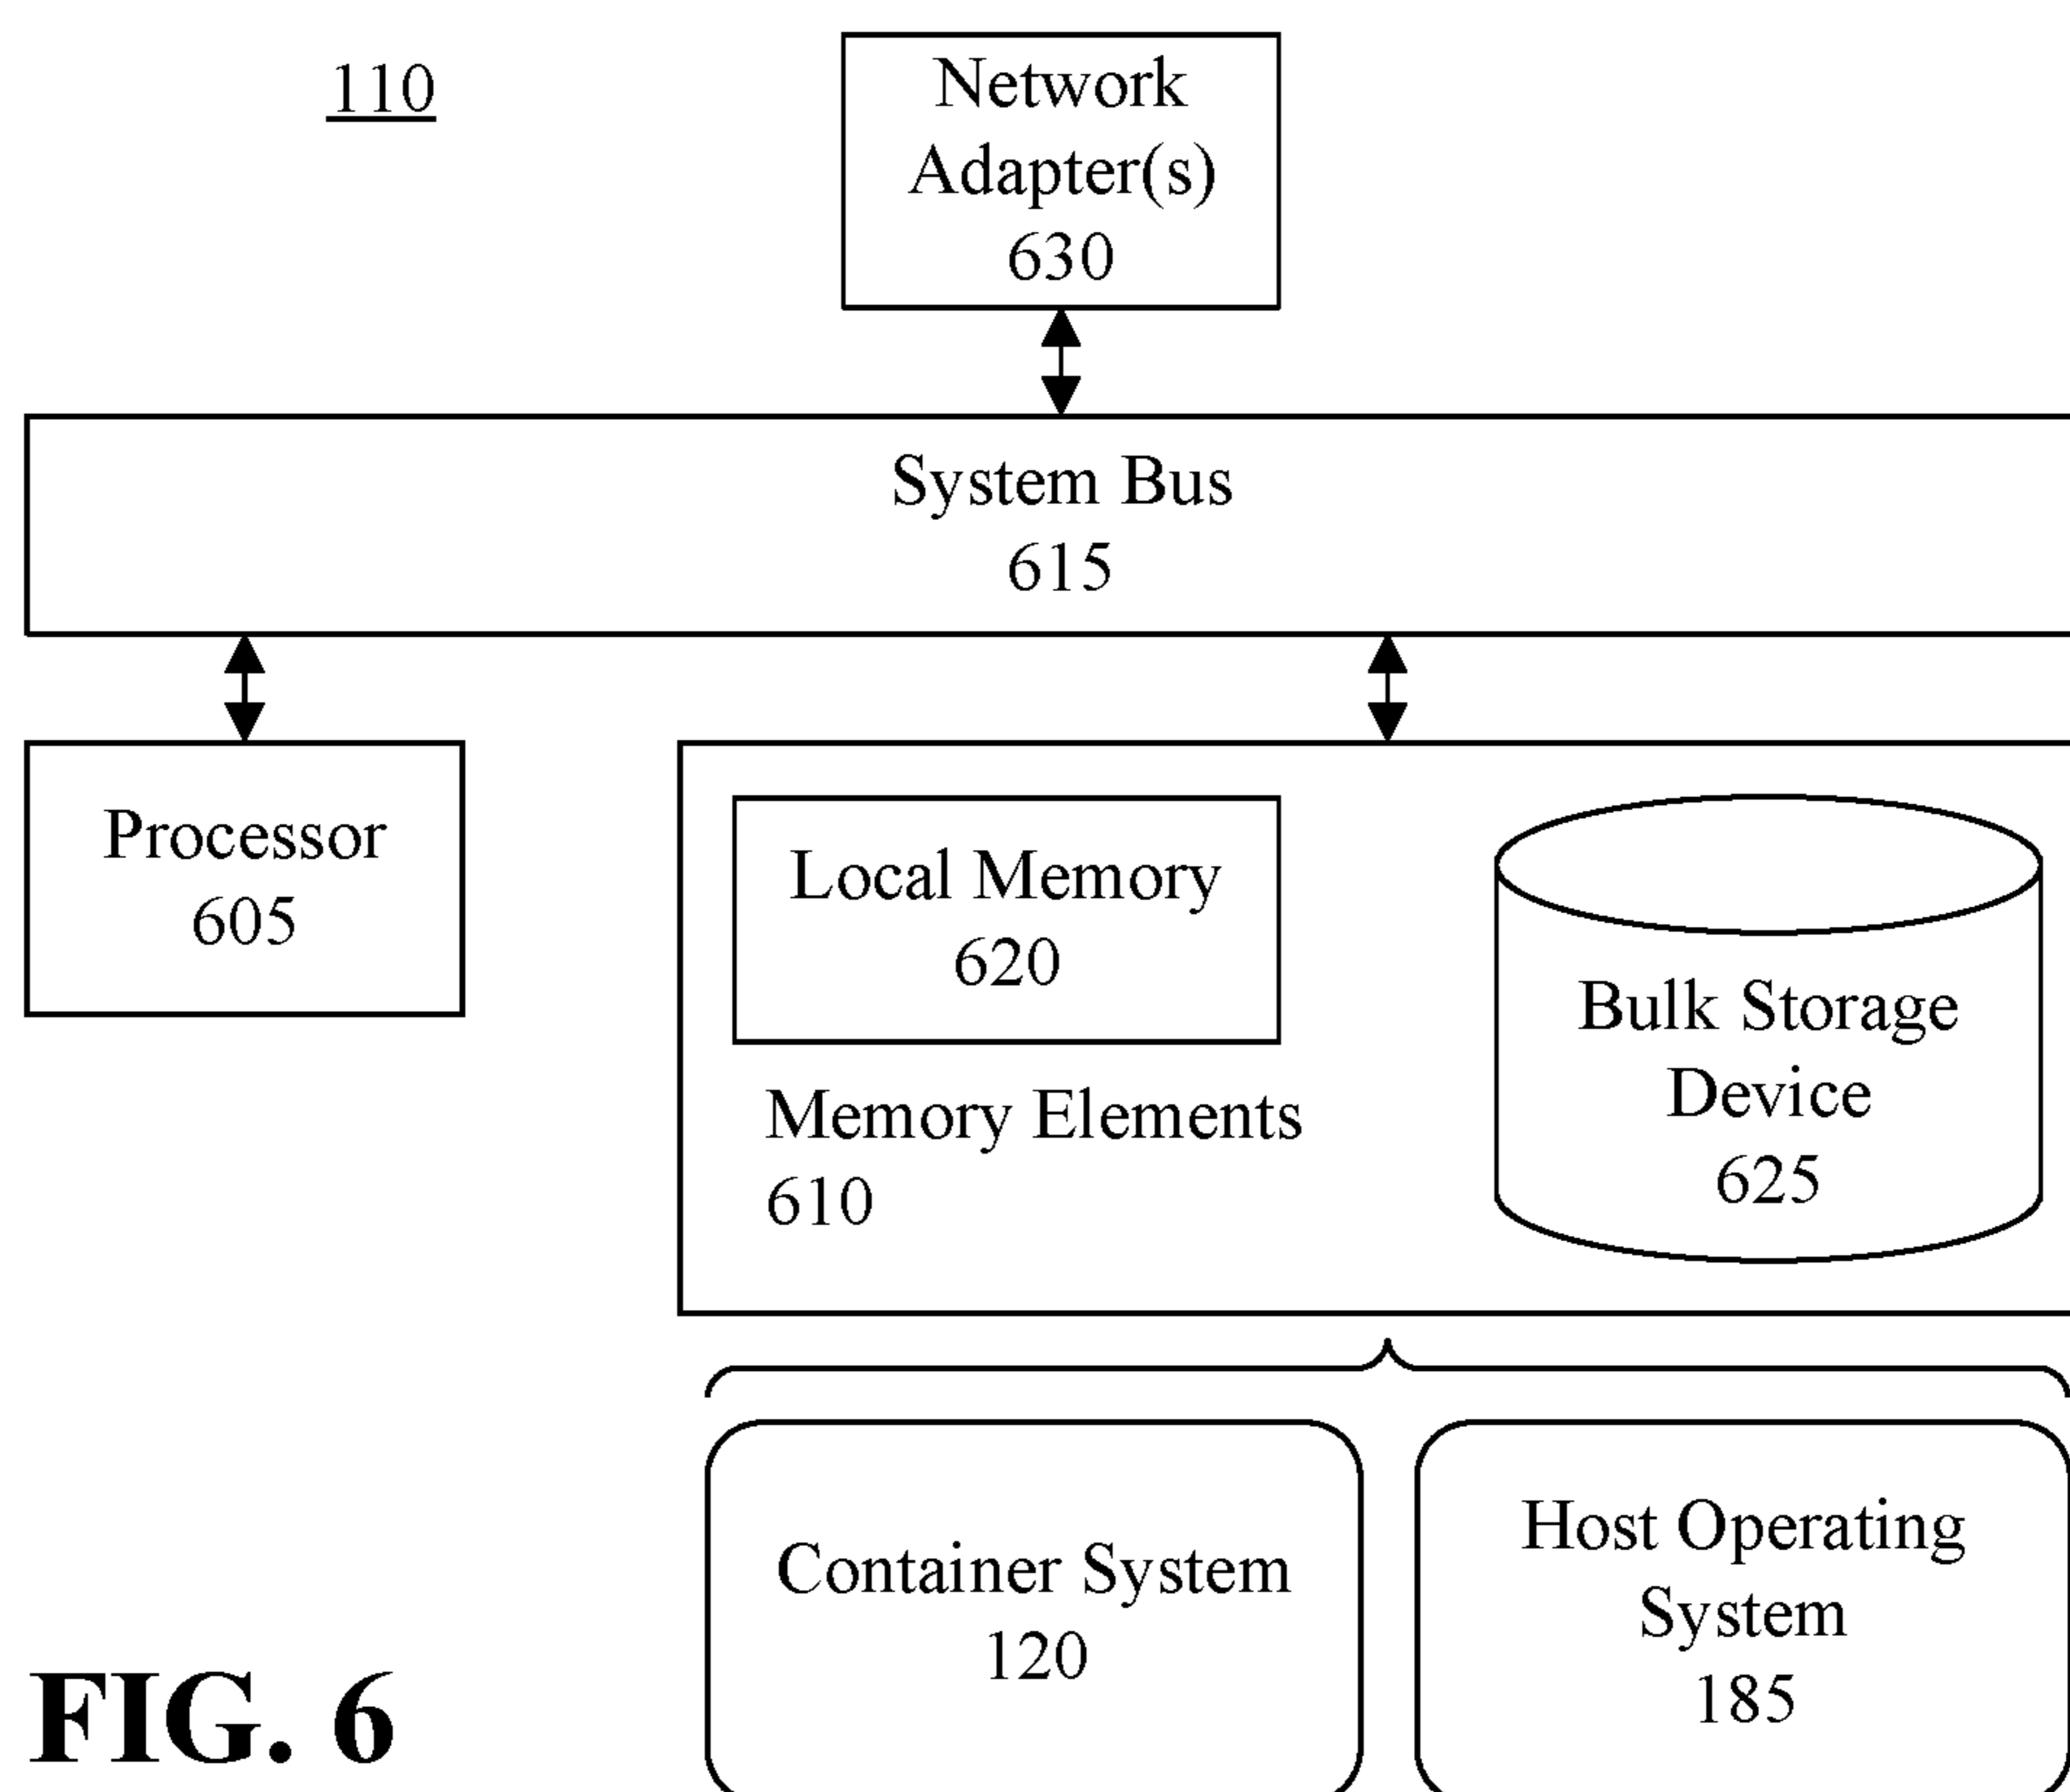 110
Network
Adapter(s)
630
System Bus
615
Processor
605
Local Memory
620
Memory Elements
610
Bulk Storage
Device
625
Container System
120
Host Operating
System
185
FIG. 6